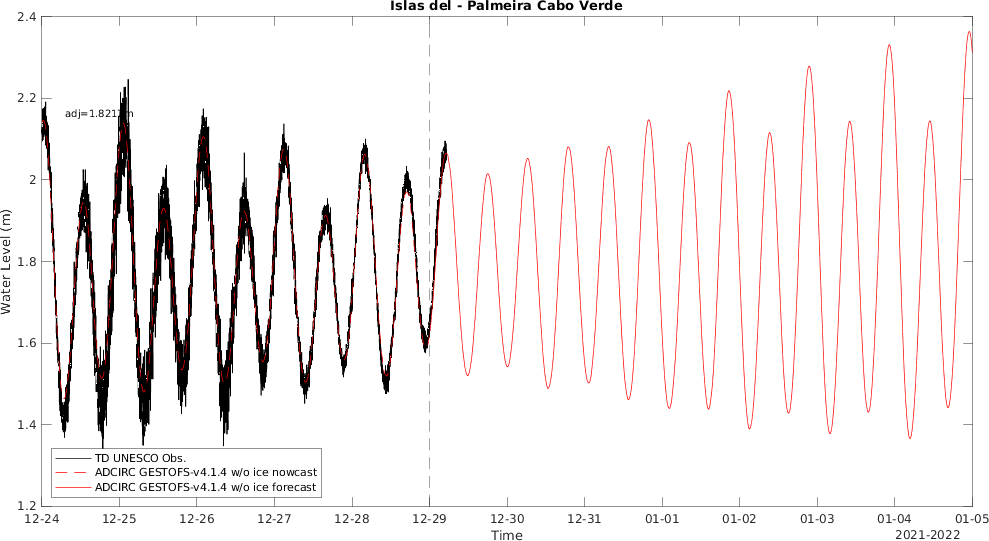 Islas del - Palmeira Cabo Verde
2.4
2.2
2
1.8
1.6
1.4
1.2
Water Level (m)
TD UNESCO Obs.
ADCIRC GESTOFS-v4.1.4 w/o ice nowcast
ADCIRC GESTOFS-v4.1.4 w/o ice forecast
12-24 12-25 12-26 12-27 12-28 12-29 12-30 12-31 01-01 01-02 01-03 01-04 01-05
Time
2021-2022